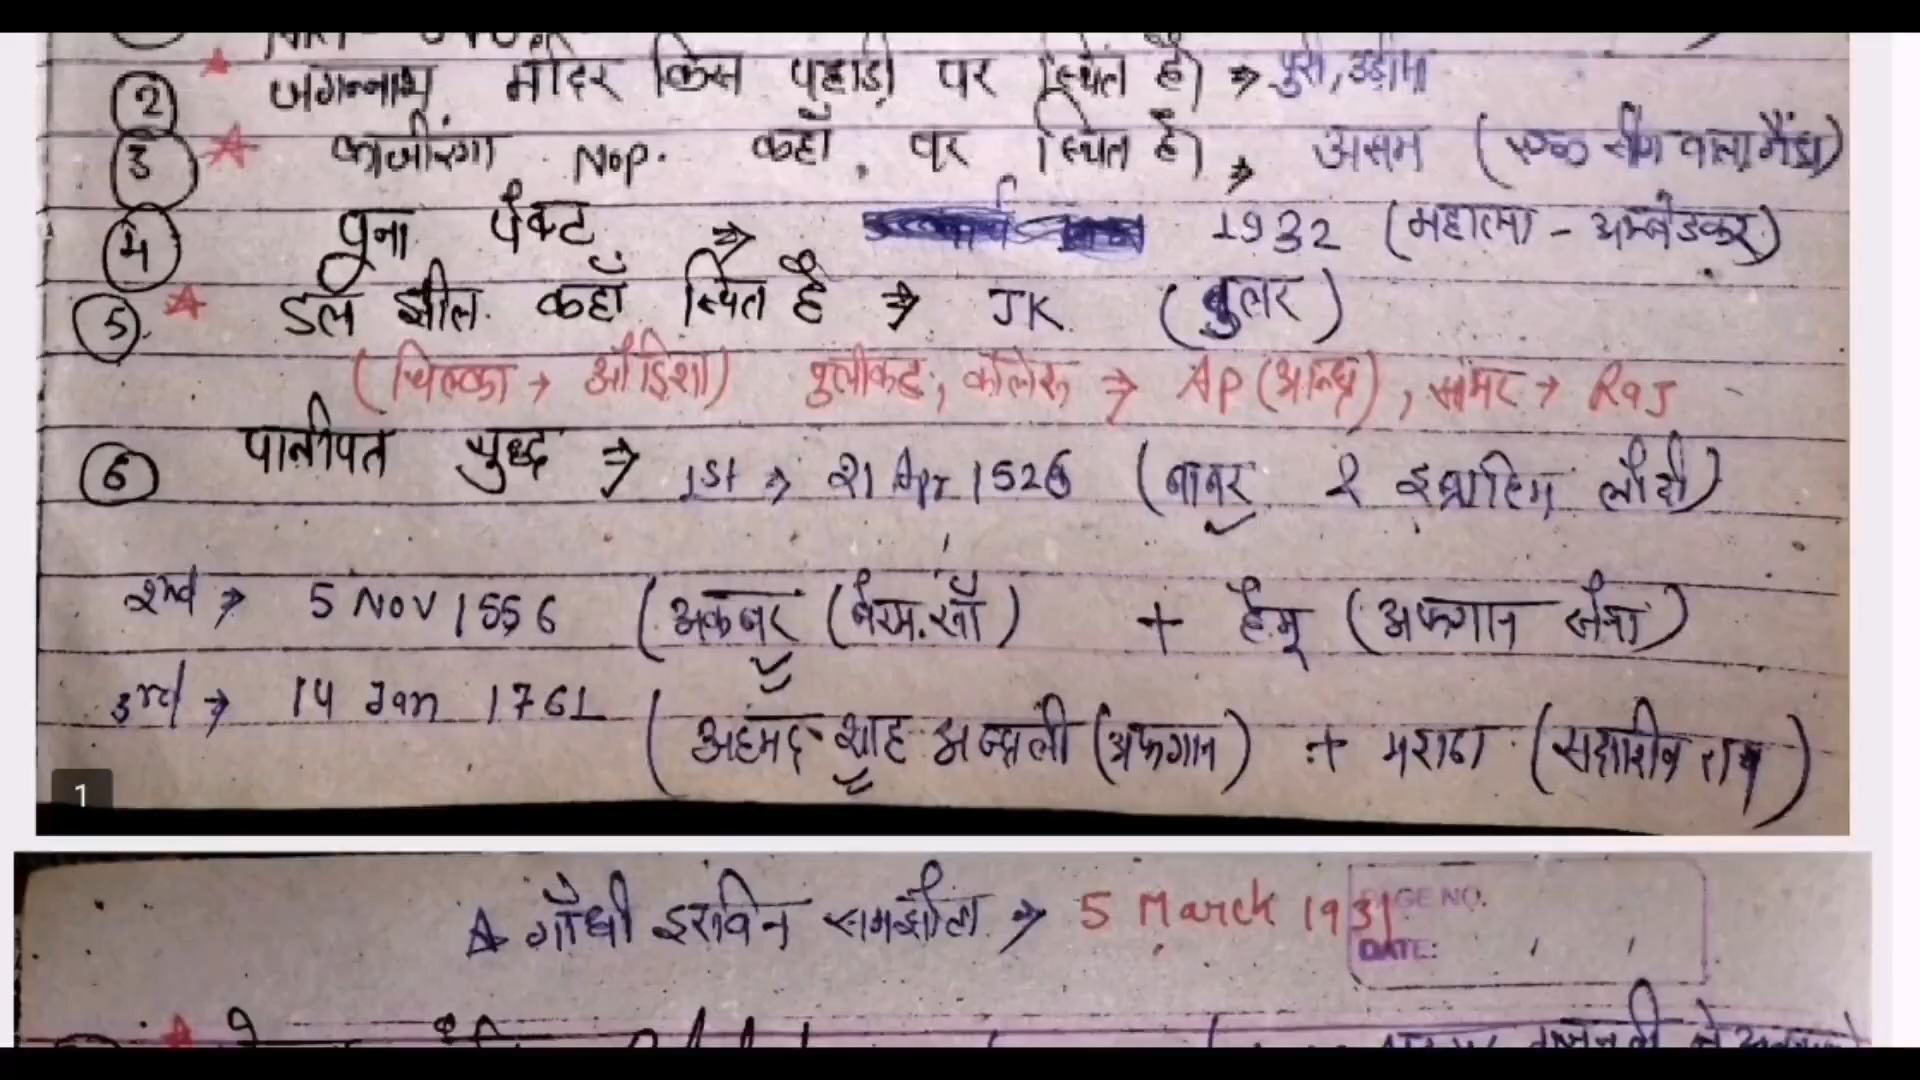 ② ☆ जगन्नाथ मंदिर किस पहाडी पर स्थित है। ⇒ पुरी, उड़ीसा
③ ☆ काजीरंगा Nop. कहाँ पर स्थित है। ⇒ असम (एक सींग वाला गैंडा)
④ पूना पैक्ट ⇒ 1932 (महात्मा - अम्बेडकर)
⑤ ☆ डल झील कहाँ स्थित है ⇒ JK (वुलर)
(चिल्का → औडिशा) पुलीकट, कोलेरू ⇒ AP (आन्ध्र), सांभर → Raj
⑥ पानीपत युध्द ⇒ 1st → 21 Apr 1526 (बाबर इब्राहिम लौदी)
2nd → 5 NOV 1556 (अकबर (बैरम.खाँ) + हेमू (अफगान सेना)
3rd → 14 Jan 1761 (अहमद शाह अब्दाली (अफगान) + मराठा (सदाशिव राव)
1
☆ गाँधी इरविन समझौता → 5 March 1931
PAGE NO.
DATE: